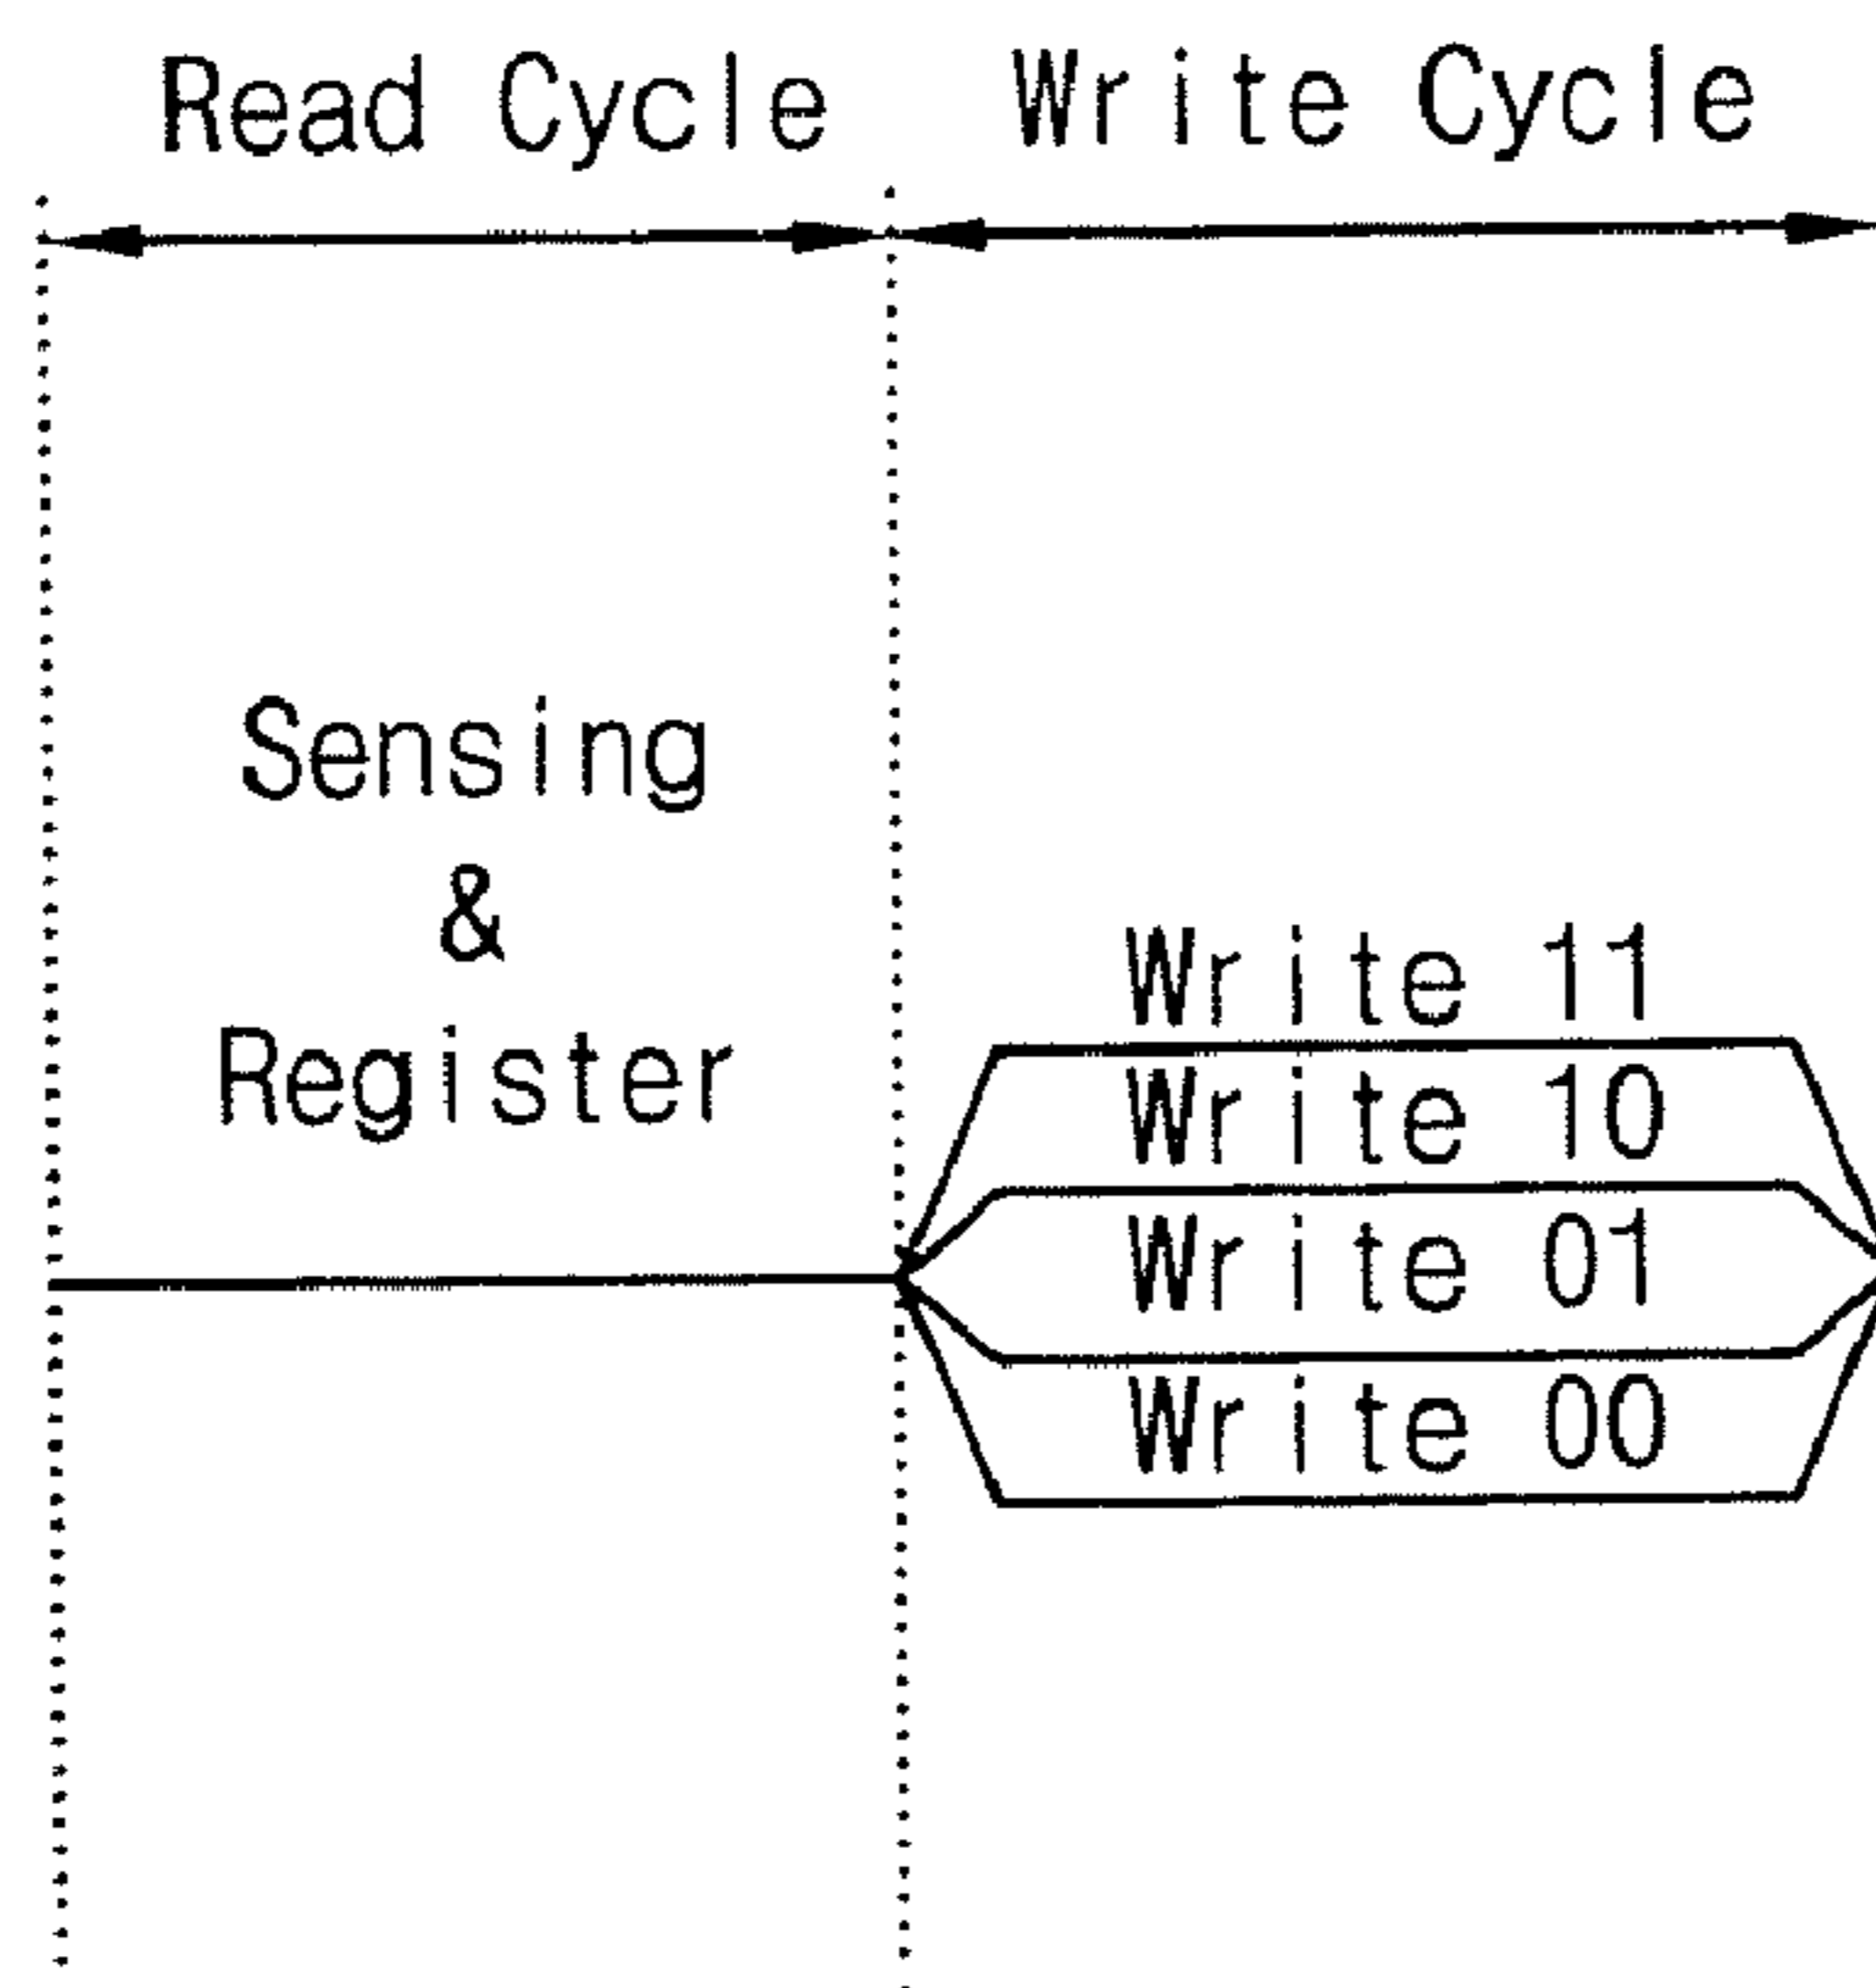 Read Cycle Write Cycle
Sensing
&
Register
Write 11
Write 10
Write 01
Write 00